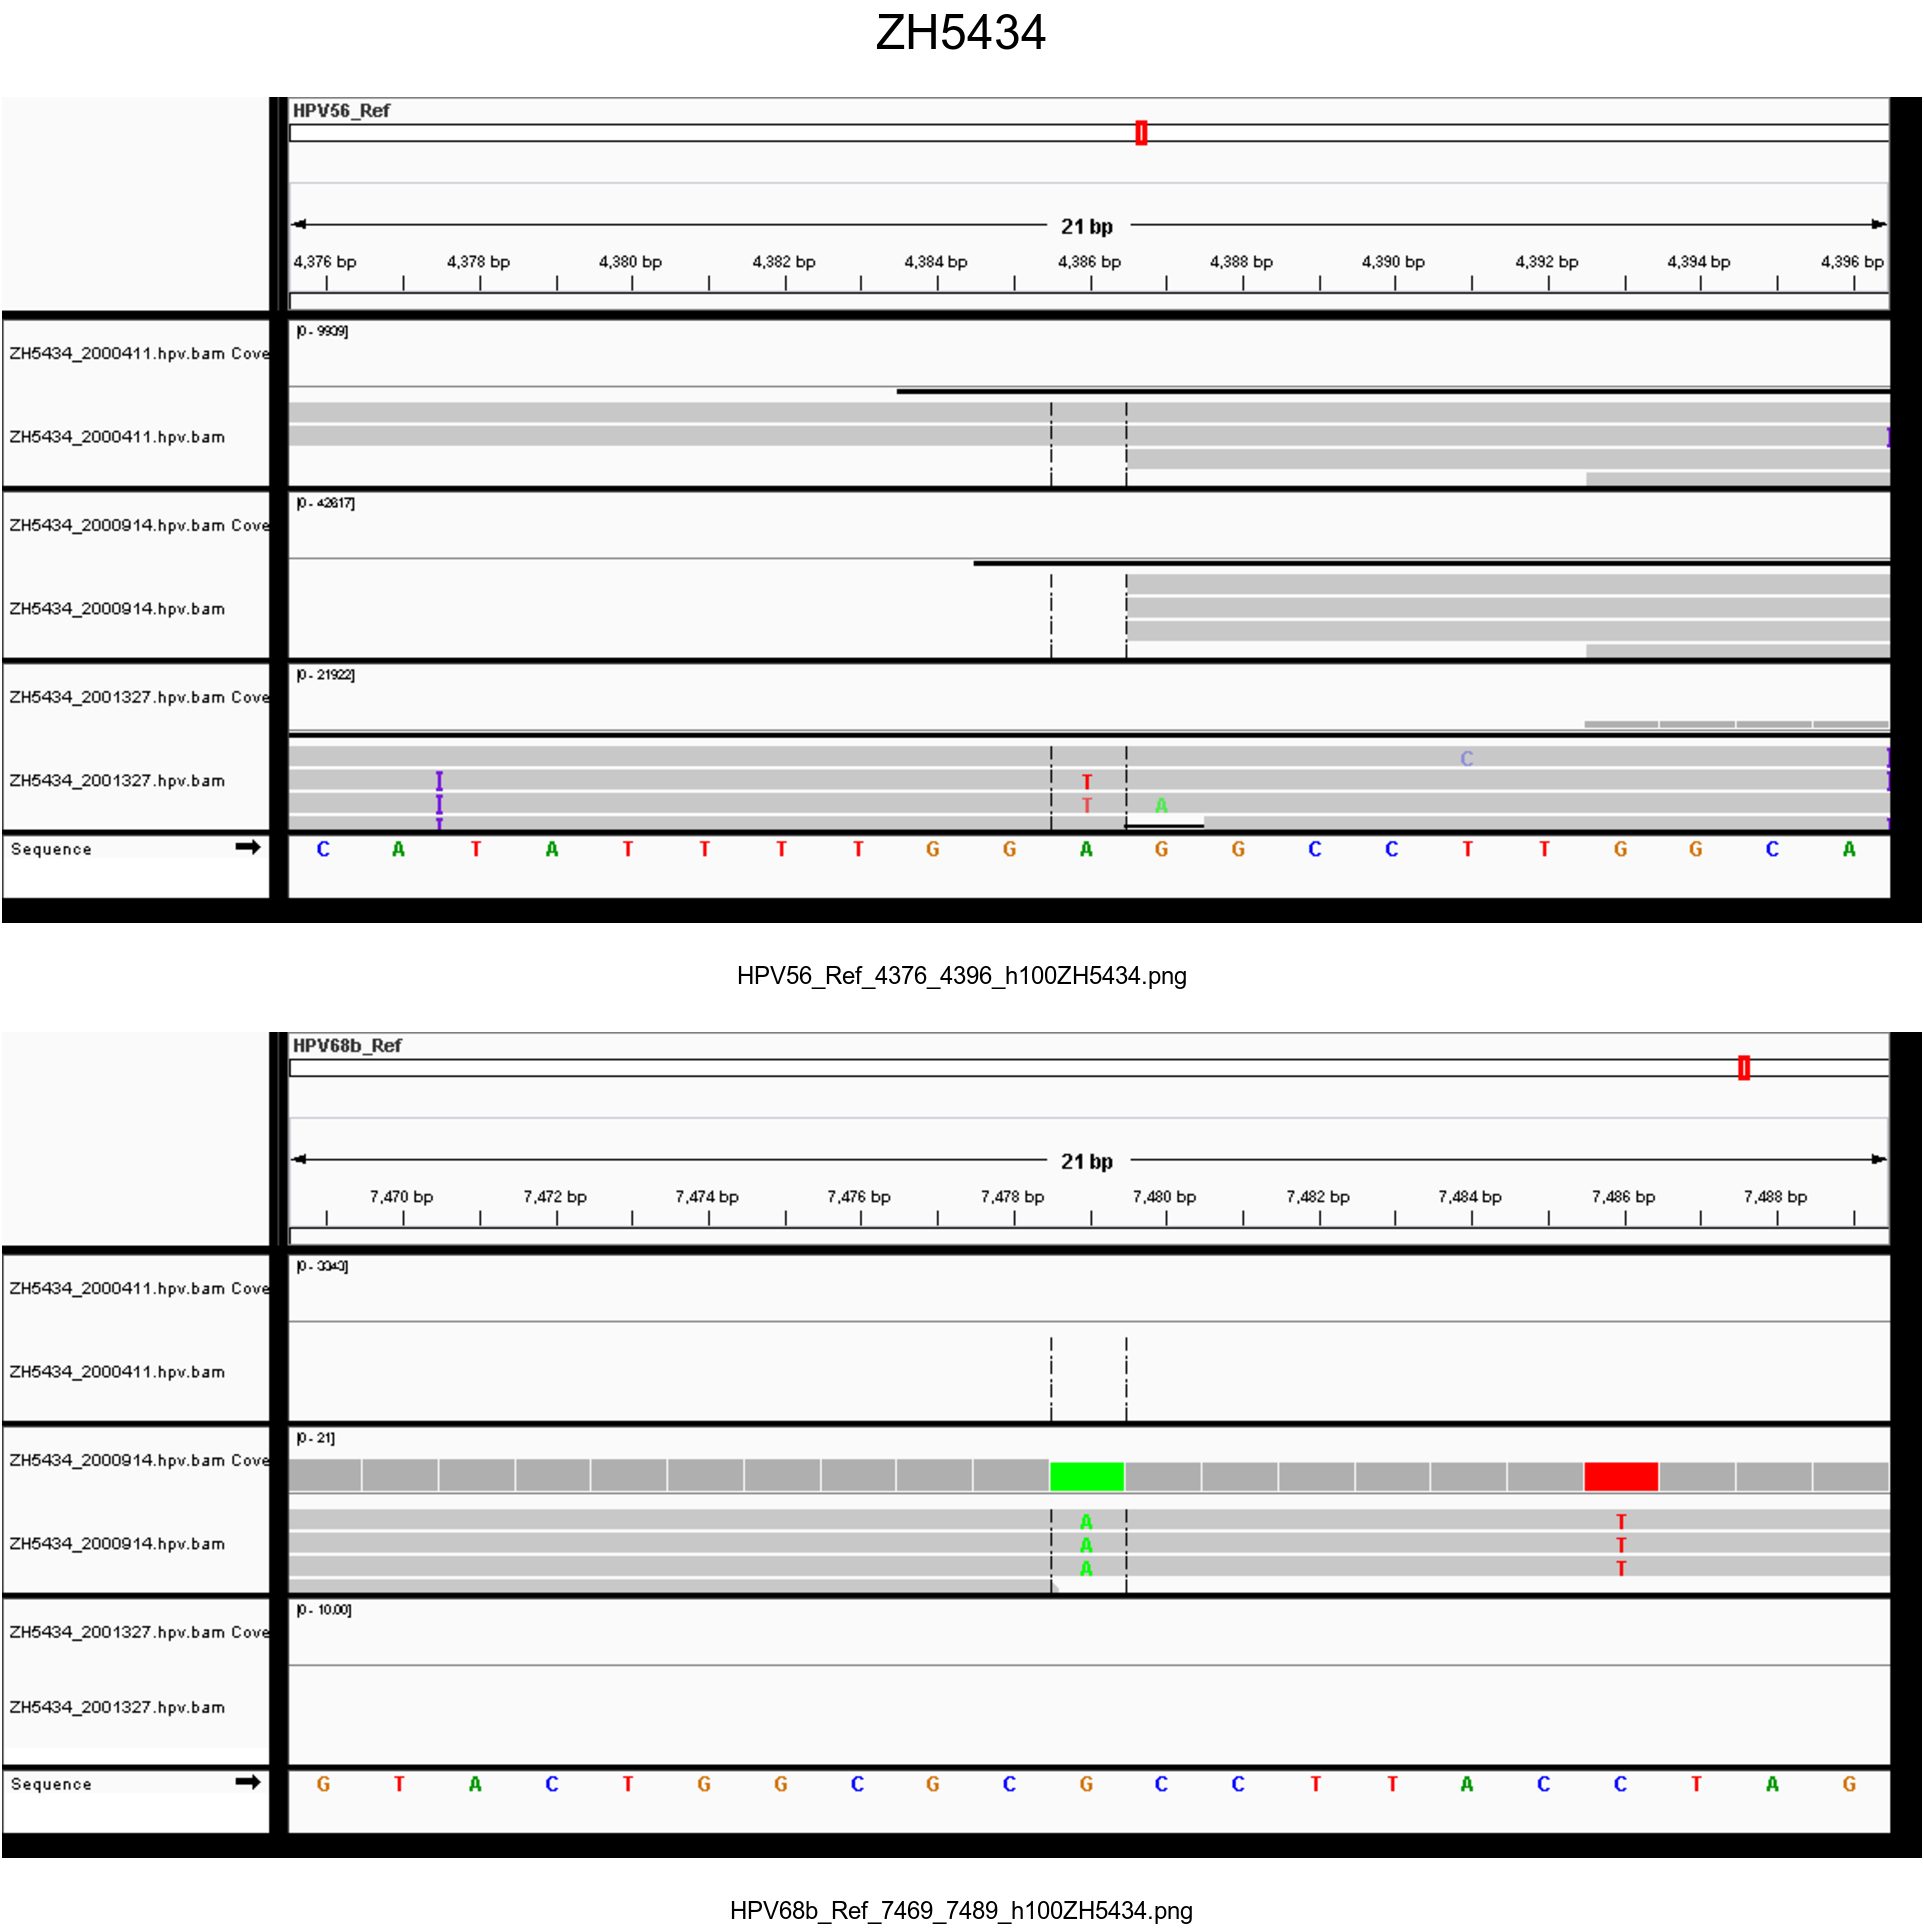 ZH5434
HPV56_Ref
21 bp
4,376 bp 4,378 bp 4,380 bp 4,382 bp 4,384 bp 4,386 bp 4,388 bp 4,390 bp 4,392 bp 4,394 bp 4,396 bp
[0 - 9939]
ZH5434_2000411.hpv.bam Cove
ZH5434_2000411.hpv.bam
I
[0 - 42617]
ZH5434_2000914.hpv.bam Cove
ZH5434_2000914.hpv.bam
[0 - 21922]
ZH5434_2001327.hpv.bam Cove
C
ZH5434_2001327.hpv.bam I T
I T A
I
Sequence C A T A T T T T G G A G G C C T T G G C A
HPV56_Ref_4376_4396_h100ZH5434.png
HPV68b_Ref
21 bp
7,470 bp 7,472 bp 7,474 bp 7,476 bp 7,478 bp 7,480 bp 7,482 bp 7,484 bp 7,486 bp 7,488 bp
[0 - 3343]
ZH5434_2000411.hpv.bam Cove
ZH5434_2000411.hpv.bam
[0 - 21]
ZH5434_2000914.hpv.bam Cove
A T
ZH5434_2000914.hpv.bam A T
A T
[0 - 10.00]
ZH5434_2001327.hpv.bam Cove
ZH5434_2001327.hpv.bam
Sequence G T A C T G G C G C G C C T T A C C T A G
HPV68b_Ref_7469_7489_h100ZH5434.png